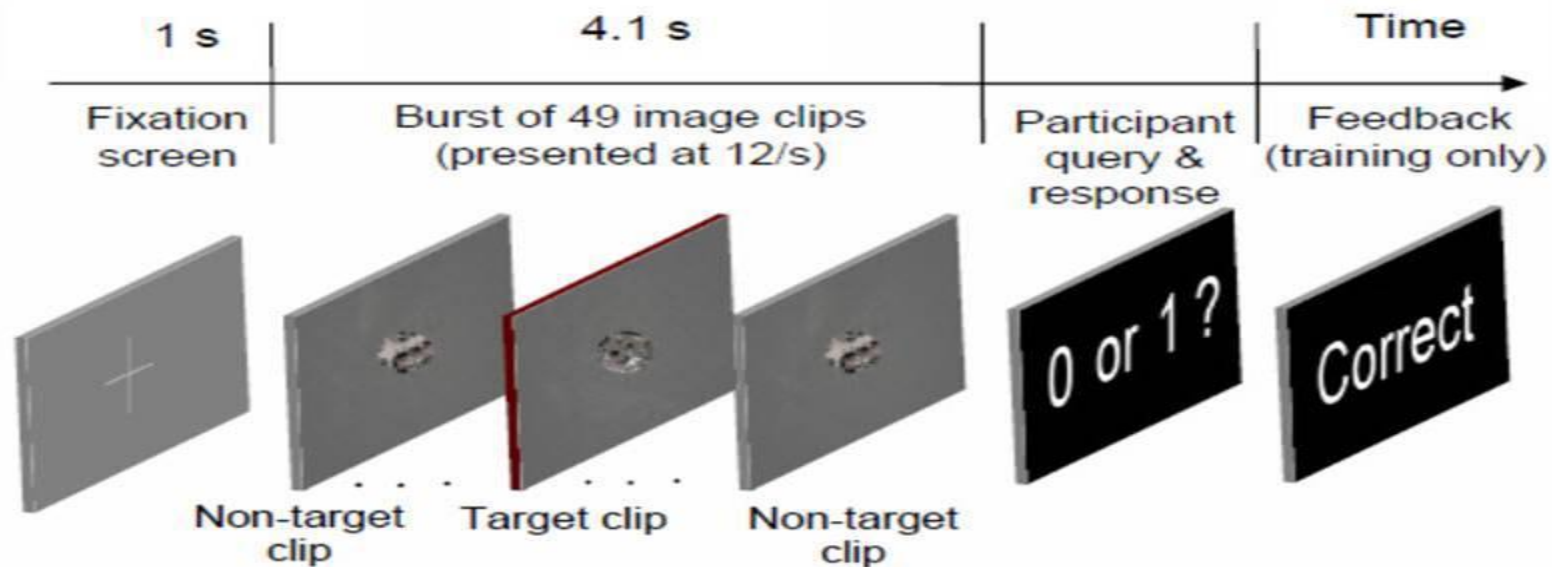 1 s
4.1 s
Time
Fixation
screen
Burst of 49 image clips
(presented at 12/s)
Participant
query &
response
Feedback
(training only)
0 or 1 ?
Correct
Non-target
clip
Target clip
Non-target
clip